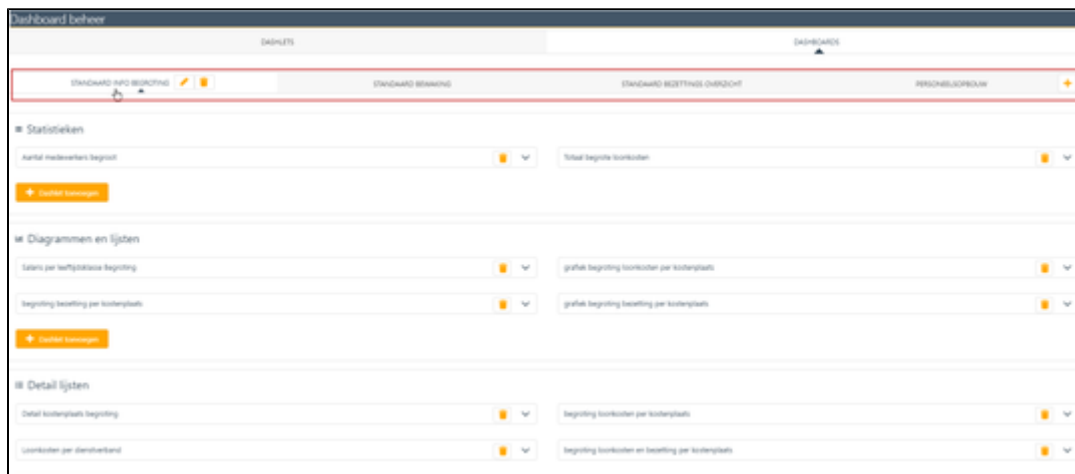 Dashboard beheer
DASHLETS DASHBOARDS
STANDAARD INFO BEGROTING STANDAARD BEWAKING STANDAARD BEZETTINGS OVERZICHT PERSONEELSOPBOUW
Statistieken
Aantal medewerkers begroot Totaal begrote loonkosten
Dashlet toevoegen
Diagrammen en lijsten
Salaris per leeftijdsklasse Begroting grafiek begroting loonkosten per kostenplaats
begroting bezetting per kostenplaats grafiek begroting bezetting per kostenplaats
Dashlet toevoegen
Detail lijsten
Detail kostenplaats begroting begroting loonkosten per kostenplaats
Loonkosten per dienstverband begroting loonkosten en bezetting per kostenplaats